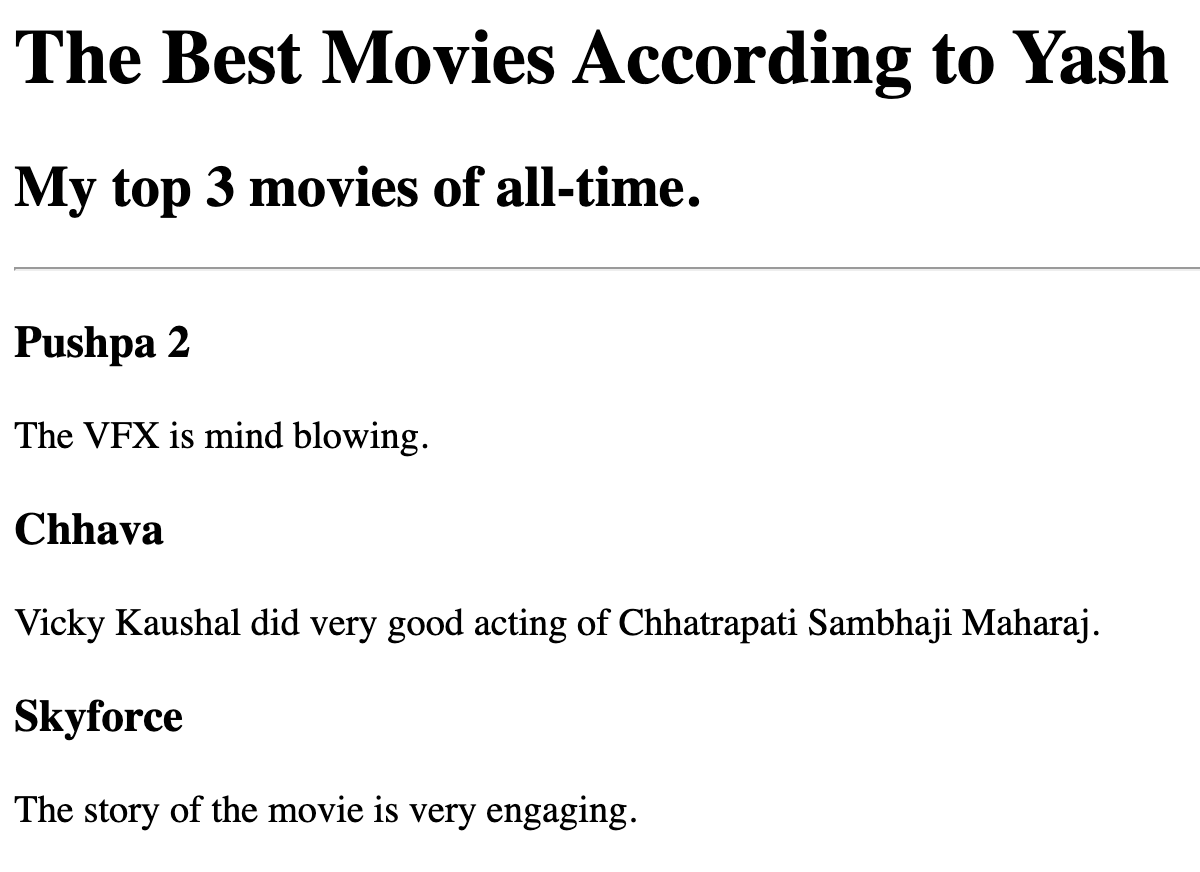 The Best Movies According to Yash
My top 3 movies of all-time.
Pushpa 2
The VFX is mind blowing.
Chhava
Vicky Kaushal did very good acting of Chhatrapati Sambhaji Maharaj.
Skyforce
The story of the movie is very engaging.